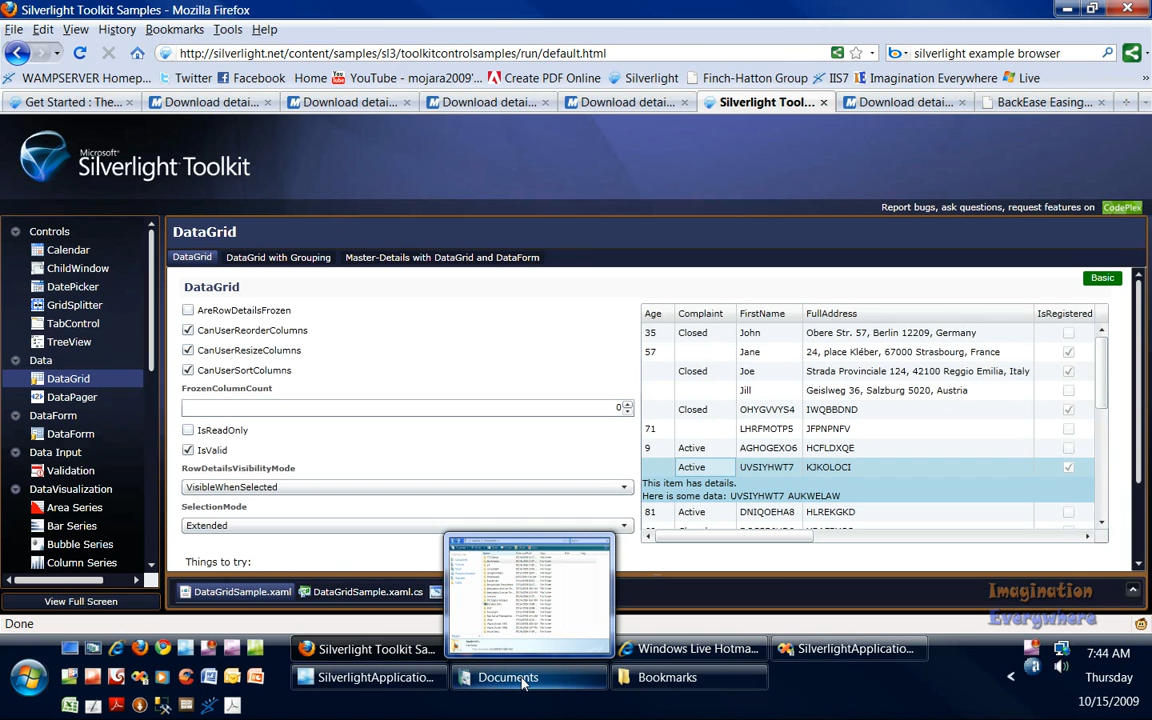 Silverlight Toolkit Samples - Mozilla Firefox
File Edit View History Bookmarks Tools Help
http://silverlight.net/content/samples/sl3/toolkitcontrolsamples/run/default.html silverlight example browser
WAMPSERVER Homep... Twitter Facebook Home YouTube - mojara2009'... Create PDF Online Silverlight Finch-Hatton Group IIS7 Imagination Everywhere Live »
Get Started : The... Download detai... Download detai... Download detai... Download detai... Silverlight Tool... Download detai... BackEase Easing...
Microsoft®
Silverlight Toolkit
Report bugs, ask questions, request features on CodePlex
Controls
Calendar
ChildWindow
DatePicker
GridSplitter
TabControl
TreeView
Data
DataGrid
DataPager
DataForm
DataForm
Data Input
Validation
DataVisualization
Area Series
Bar Series
Bubble Series
Column Series
View Full Screen
DataGrid
DataGrid DataGrid with Grouping Master-Details with DataGrid and DataForm
DataGrid
Basic
AreRowDetailsFrozen
CanUserReorderColumns
CanUserResizeColumns
CanUserSortColumns
FrozenColumnCount
0
IsReadOnly
IsValid
RowDetailsVisibilityMode
VisibleWhenSelected
SelectionMode
Extended
Things to try:
Age Complaint FirstName FullAddress IsRegistered
35 Closed John Obere Str. 57, Berlin 12209, Germany
57 Jane 24, place Kléber, 67000 Strasbourg, France
Closed Joe Strada Provinciale 124, 42100 Reggio Emilia, Italy
Jill Geislweg 36, Salzburg 5020, Austria
Closed OHYGVVYS4 IWQBBDND
71 LHRFMOTP5 JFPNPNFV
9 Active AGHOGEXO6 HCFLDXQE
Active UVSIYHWT7 KJKOLOCI
This item has details.
Here is some data: UVSIYHWT7 AUKWELAW
81 Active DNIQOEHA8 HLREKGKD
DataGridSample.xaml DataGridSample.xaml.cs
Imagination
Everywhere
Done
Silverlight Toolkit Sa... Windows Live Hotma... SilverlightApplicatio...
SilverlightApplicatio... Documents Bookmarks
7:44 AM
Thursday
10/15/2009